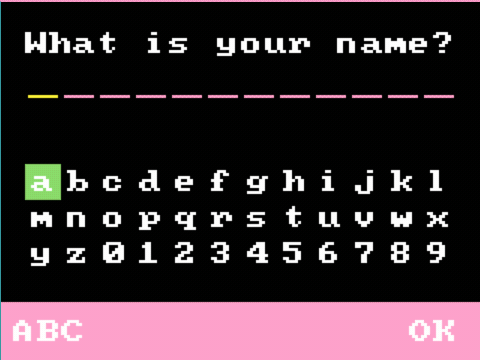 What is your name?
a b c d e f g h i j k l
m n o p q r s t u v w x
y z 0 1 2 3 4 5 6 7 8 9
ABC OK